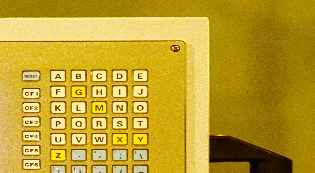 RESET A B C D E
CF1 F G H I J
CF2 K L M N O
CF3 P Q R S T
CF4 U V W X Y
CF5 Z
CF6